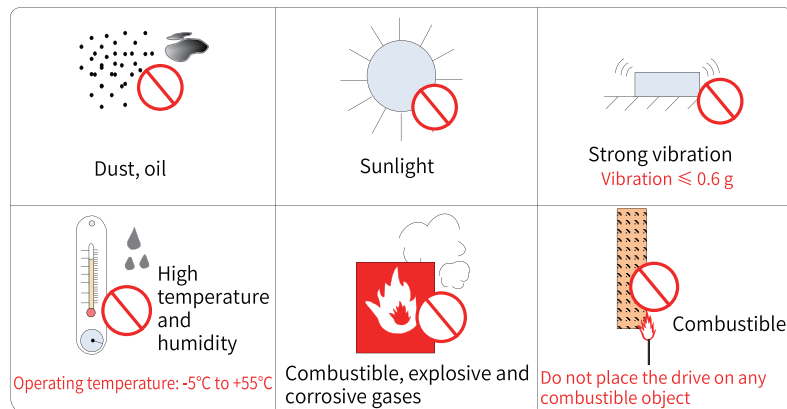 Dust, oil
Sunlight
Strong vibration
Vibration ⩽ 0.6 g
High
temperature
and
humidity
Operating temperature: -5℃ to +55℃
Combustible, explosive and
corrosive gases
Combustible
Do not place the drive on any
combustible object